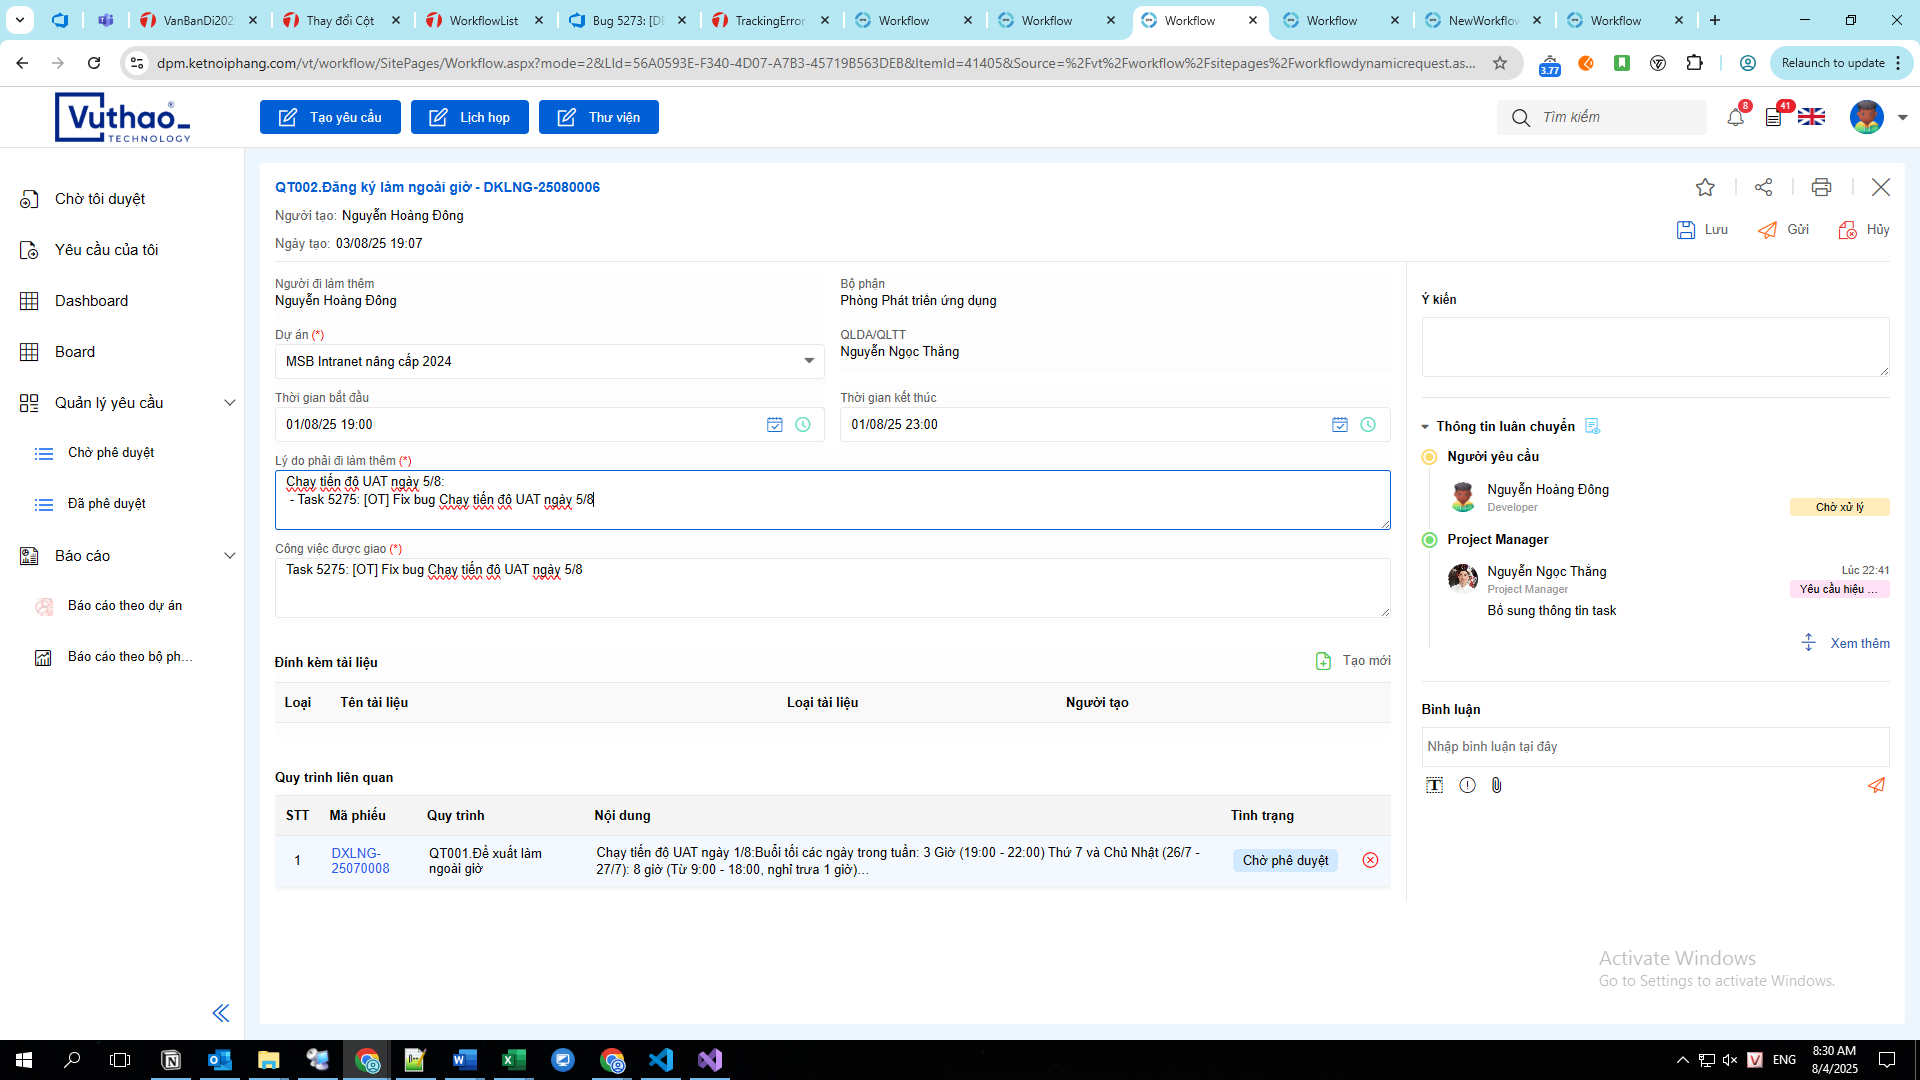 VanBanDi202
Thay đổi Cột
WorkflowList
Bug 5273: [DE
TrackingError
Workflow
Workflow
Workflow
Workflow
NewWorkflow
Workflow
dpm.ketnoiphang.com/vt/workflow/SitePages/Workflow.aspx?mode=2&LId=56A0593E-F340-4D07-A7B3-45719B563DEB&ItemId=41405&Source=%2Fvt%2Fworkflow%2Fsitepages%2Fworkflowdynamicrequest.as...
3.77
Relaunch to update
Vuthao_®
TECHNOLOGY
Tạo yêu cầu
Lịch họp
Thư viện
Tìm kiếm
8
41
Chờ tôi duyệt
Yêu cầu của tôi
Dashboard
Board
Quản lý yêu cầu
Chờ phê duyệt
Đã phê duyệt
Báo cáo
Báo cáo theo dự án
Báo cáo theo bộ ph...
QT002.Đăng ký làm ngoài giờ - DKLNG-25080006
Người tạo: Nguyễn Hoàng Đông
Ngày tạo: 03/08/25 19:07
Lưu
Gửi
Hủy
Người đi làm thêm
Nguyễn Hoàng Đông
Bộ phận
Phòng Phát triển ứng dụng
Dự án (*)
MSB Intranet nâng cấp 2024
QLDA/QLTT
Nguyễn Ngọc Thắng
Thời gian bắt đầu
01/08/25 19:00
Thời gian kết thúc
01/08/25 23:00
Lý do phải đi làm thêm (*)
Chạy tiến độ UAT ngày 5/8:
- Task 5275: [OT] Fix bug Chạy tiến độ UAT ngày 5/8
Công việc được giao (*)
Task 5275: [OT] Fix bug Chạy tiến độ UAT ngày 5/8
Đính kèm tài liệu
Tạo mới
Loại
Tên tài liệu
Loại tài liệu
Người tạo
Quy trình liên quan
STT
Mã phiếu
Quy trình
Nội dung
Tình trạng
1
DXLNG-
25070008
QT001.Đề xuất làm
ngoài giờ
Chạy tiến độ UAT ngày 1/8:Buổi tối các ngày trong tuần: 3 Giờ (19:00 - 22:00) Thứ 7 và Chủ Nhật (26/7 -
27/7): 8 giờ (Từ 9:00 - 18:00, nghỉ trưa 1 giờ)...
Chờ phê duyệt
Ý kiến
Thông tin luân chuyển
Người yêu cầu
Nguyễn Hoàng Đông
Developer
Chờ xử lý
Project Manager
Nguyễn Ngọc Thắng
Project Manager
Lúc 22:41
Yêu cầu hiệu ...
Bổ sung thông tin task
Xem thêm
Bình luận
Nhập bình luận tại đây
Activate Windows
Go to Settings to activate Windows.
ENG
8:30 AM
8/4/2025